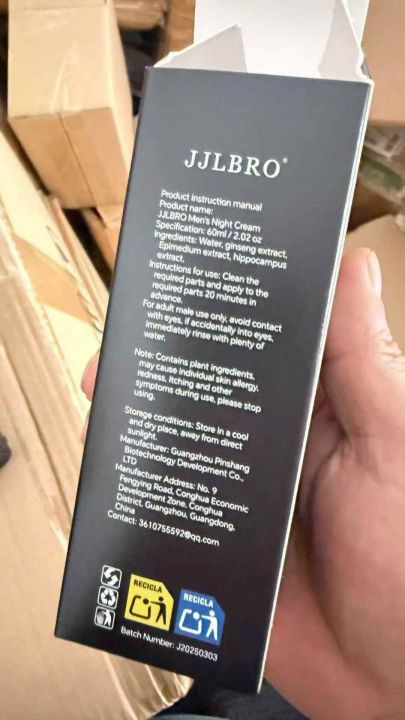 JJLBRO®
Product instruction manual
Product name:
JJLBRO Men's Night Cream
Specification: 60ml / 2.02 oz
Ingredients: Water, ginseng extract,
Epimedium extract, hippocampus
extract.
Instructions for use: Clean the
required parts and apply to the
required parts 20 minutes in
advance.
For adult male use only, avoid contact
with eyes, if accidentally into eyes,
immediately rinse with plenty of
water.
Note: Contains plant ingredients,
may cause individual skin allergy,
redness, itching and other
symptoms during use, please stop
using.
Storage conditions: Store in a cool
and dry place, away from direct
sunlight.
Manufacturer: Guangzhou Pinshang
Biotechnology Development Co.,
LTD
Manufacturer Address: No. 9
Fengying Road, Conghua Economic
Development Zone, Conghua
District, Guangzhou, Guangdong,
China
Contact: 3610755592@qq.com
RECICLA
RECICLA
Batch Number: J20250303